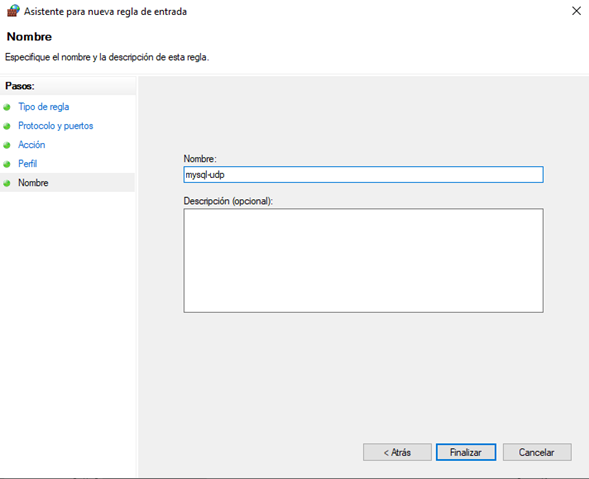 Asistente para nueva regla de entrada
Nombre
Especifique el nombre y la descripción de esta regla.
Pasos:
Tipo de regla
Protocolo y puertos
Acción
Perfil
Nombre
Nombre:
mysql-udp
Descripción (opcional):
< Atrás
Finalizar
Cancelar